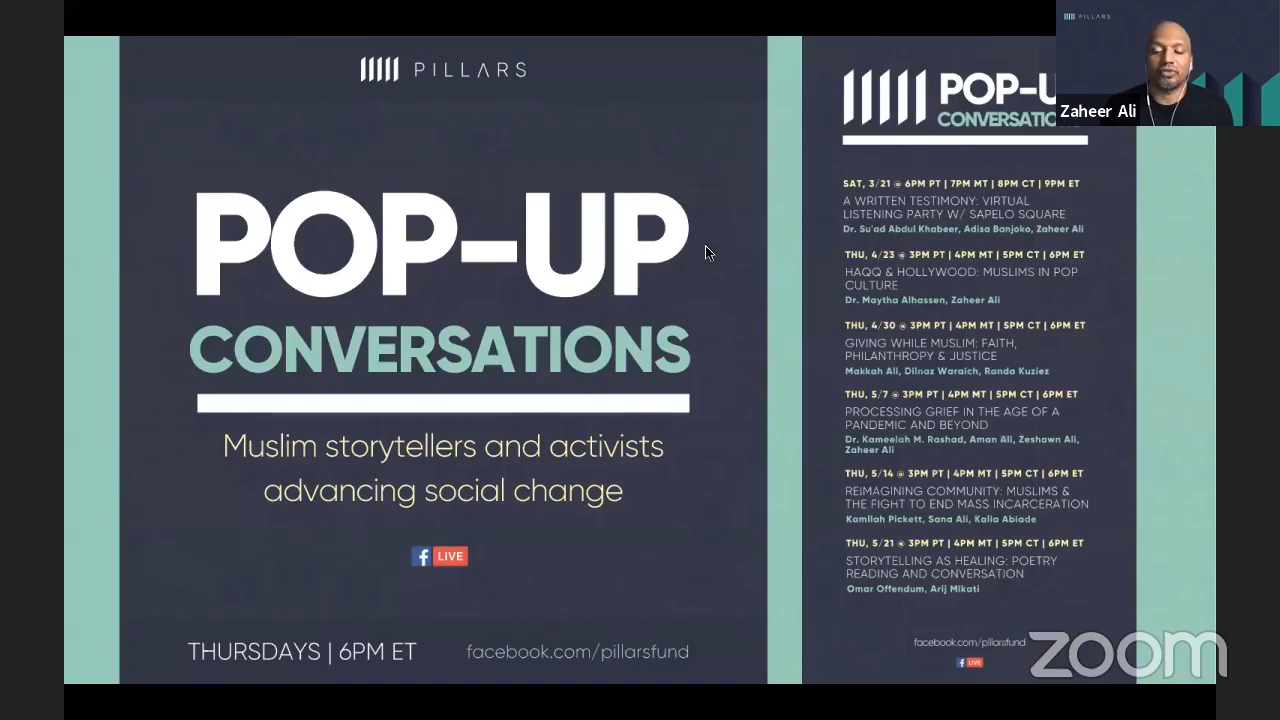 PILLARS
POP-UP
CONVERSATIONS
Muslim storytellers and activists
advancing social change
f LIVE
THURSDAYS | 6PM ET
facebook.com/pillarsfund
POP-U
CONVERSATIONS
SAT, 3/21 @ 6PM PT | 7PM MT | 8PM CT | 9PM ET
A WRITTEN TESTIMONY: VIRTUAL
LISTENING PARTY W/ SAPELO SQUARE
Dr. Su'ad Abdul Khabeer, Adisa Banjoko, Zaheer Ali
THU, 4/23 @ 3PM PT | 4PM MT | 5PM CT | 6PM ET
HAQQ & HOLLYWOOD: MUSLIMS IN POP
CULTURE
Dr. Maytha Alhassen, Zaheer Ali
THU, 4/30 @ 3PM PT | 4PM MT | 5PM CT | 6PM ET
GIVING WHILE MUSLIM: FAITH,
PHILANTHROPY & JUSTICE
Makkah Ali, Dilnaz Waraich, Randa Kuziez
THU, 5/7 @ 3PM PT | 4PM MT | 5PM CT | 6PM ET
PROCESSING GRIEF IN THE AGE OF A
PANDEMIC AND BEYOND
Dr. Kameelah M. Rashad, Aman Ali, Zeshawn Ali,
Zaheer Ali
THU, 5/14 @ 3PM PT | 4PM MT | 5PM CT | 6PM ET
REIMAGINING COMMUNITY: MUSLIMS &
THE FIGHT TO END MASS INCARCERATION
Kamilah Pickett, Sana Ali, Kalia Abiade
THU, 5/21 @ 3PM PT | 4PM MT | 5PM CT | 6PM ET
STORYTELLING AS HEALING: POETRY
READING AND CONVERSATION
Omar Offendum, Arij Mikati
facebook.com/pillarsfund
f LIVE
PILLARS
Zaheer Ali
zoom